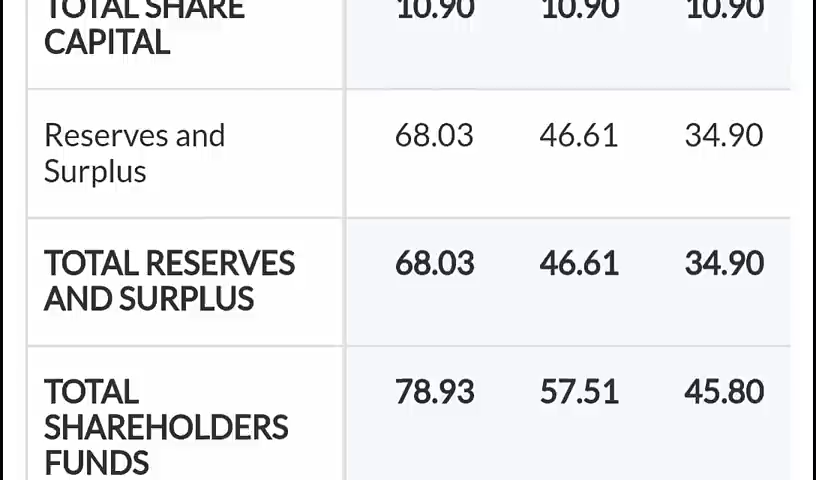 TOTAL SHARE 10.90 10.90 10.90
CAPITAL
Reserves and 68.03 46.61 34.90
Surplus
TOTAL RESERVES 68.03 46.61 34.90
AND SURPLUS
TOTAL 78.93 57.51 45.80
SHAREHOLDERS
FUNDS